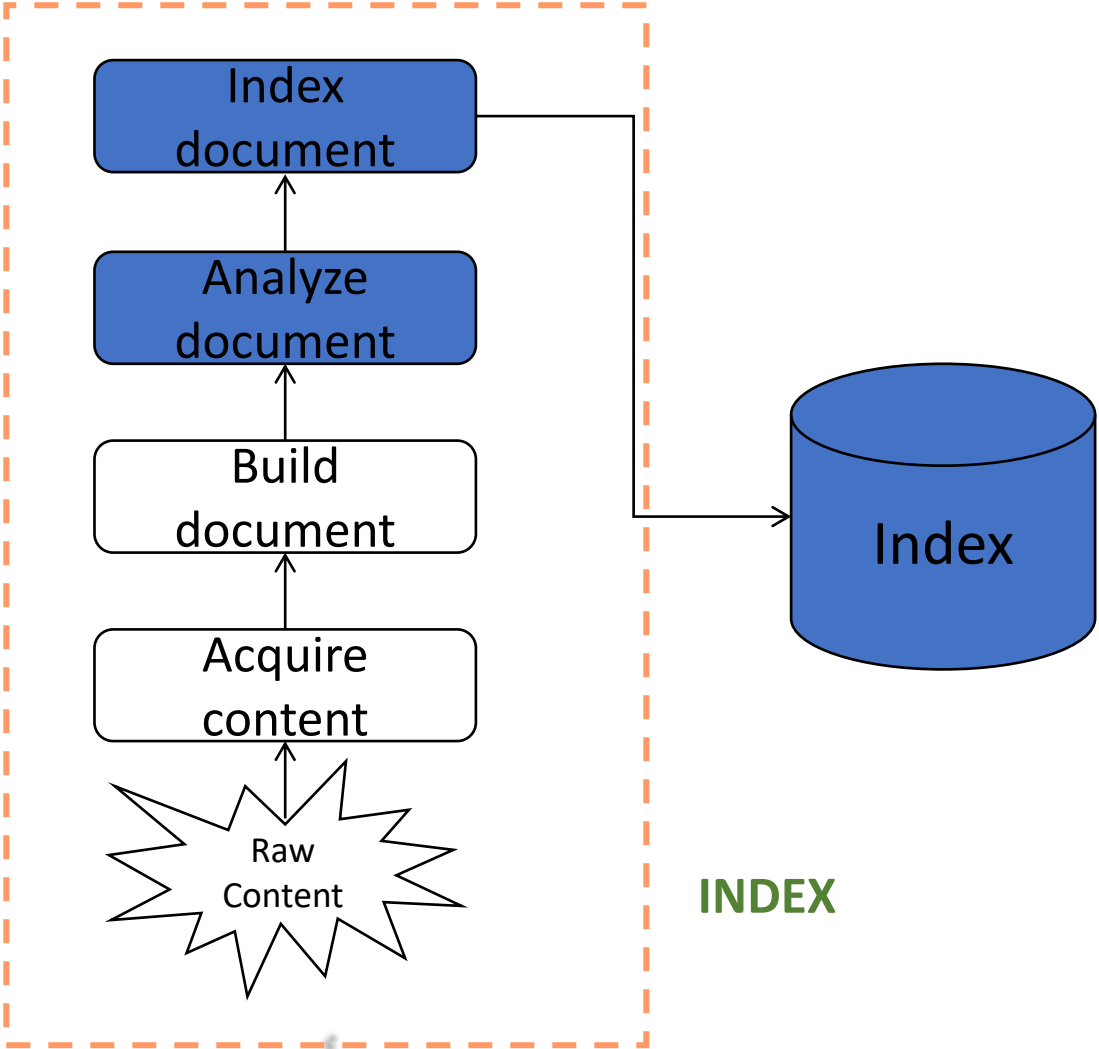 Index
document
Analyze
document
Build
document
Acquire
content
Raw
Content
Index
INDEX